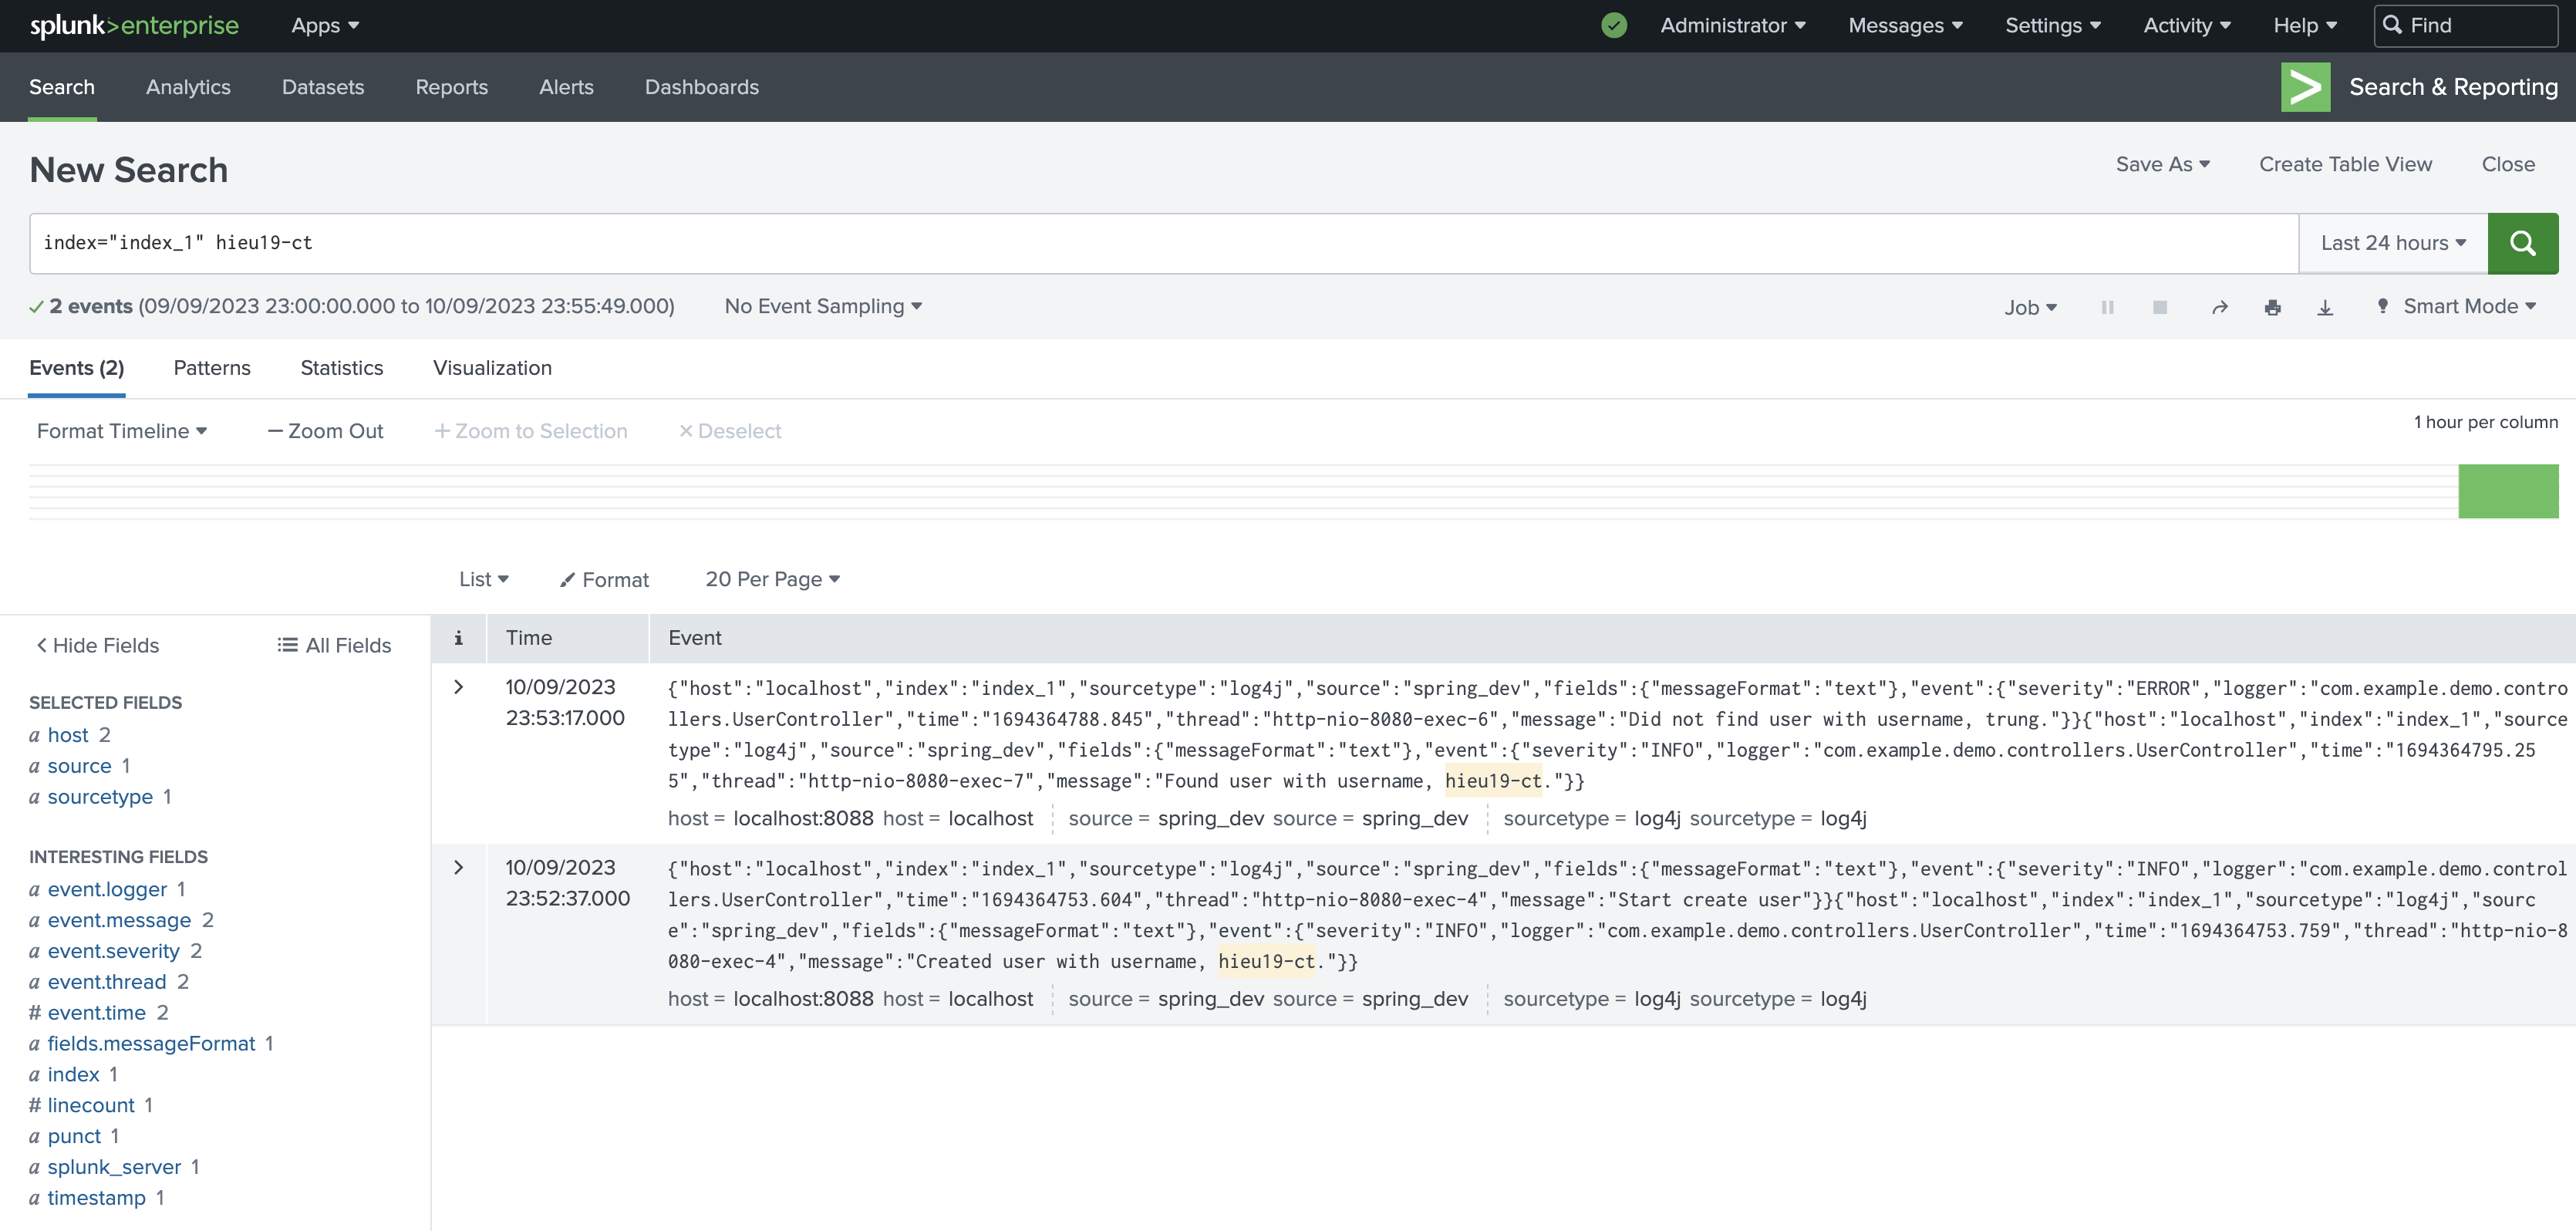 splunk>enterprise Apps Administrator Messages Settings Activity Help Find
Search Analytics Datasets Reports Alerts Dashboards Search & Reporting
New Search Save As Create Table View Close
index="index_1" hieu19-ct Last 24 hours
2 events (09/09/2023 23:00:00.000 to 10/09/2023 23:55:49.000) No Event Sampling Job Smart Mode
Events (2) Patterns Statistics Visualization
Format Timeline — Zoom Out + Zoom to Selection × Deselect 1 hour per column
List Format 20 Per Page
< Hide Fields All Fields
SELECTED FIELDS
a host 2
a source 1
a sourcetype 1
INTERESTING FIELDS
a event.logger 1
a event.message 2
a event.severity 2
a event.thread 2
# event.time 2
a fields.messageFormat 1
a index 1
# linecount 1
a punct 1
a splunk_server 1
a timestamp 1
i Time Event
> 10/09/2023
23:53:17.000
{"host":"localhost","index":"index_1","sourcetype":"log4j","source":"spring_dev","fields":{"messageFormat":"text"},"event":{"severity":"ERROR","logger":"com.example.demo.contro
llers.UserController","time":"1694364788.845","thread":"http-nio-8080-exec-6","message":"Did not find user with username, trung."}}{"host":"localhost","index":"index_1","source
type":"log4j","source":"spring_dev","fields":{"messageFormat":"text"},"event":{"severity":"INFO","logger":"com.example.demo.controllers.UserController","time":"1694364795.25
5","thread":"http-nio-8080-exec-7","message":"Found user with username, hieu19-ct."}}
host = localhost:8088 host = localhost source = spring_dev source = spring_dev sourcetype = log4j sourcetype = log4j
> 10/09/2023
23:52:37.000
{"host":"localhost","index":"index_1","sourcetype":"log4j","source":"spring_dev","fields":{"messageFormat":"text"},"event":{"severity":"INFO","logger":"com.example.demo.control
lers.UserController","time":"1694364753.604","thread":"http-nio-8080-exec-4","message":"Start create user"}}{"host":"localhost","index":"index_1","sourcetype":"log4j","sourc
e":"spring_dev","fields":{"messageFormat":"text"},"event":{"severity":"INFO","logger":"com.example.demo.controllers.UserController","time":"1694364753.759","thread":"http-nio-8
080-exec-4","message":"Created user with username, hieu19-ct."}}
host = localhost:8088 host = localhost source = spring_dev source = spring_dev sourcetype = log4j sourcetype = log4j